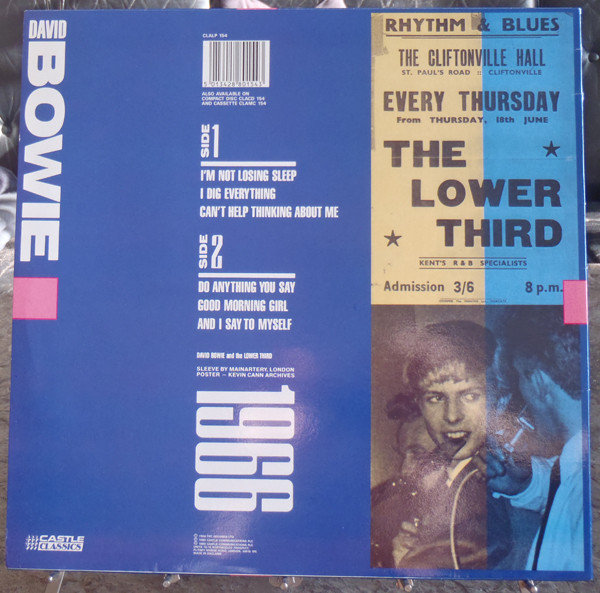 DAVID
BOWIE
CLALP 154
5 013428 801543
ALSO AVAILABLE ON
COMPACT DISC CLACD 154
AND CASSETTE CLAMC 154
SIDE 1
I'M NOT LOSING SLEEP
I DIG EVERYTHING
CAN'T HELP THINKING ABOUT ME
SIDE 2
DO ANYTHING YOU SAY
GOOD MORNING GIRL
AND I SAY TO MYSELF
DAVID BOWIE and the LOWER THIRD
SLEEVE BY MAINARTERY, LONDON
POSTER – KEVIN CANN ARCHIVES
1966
CASTLE
CLASSICS
RHYTHM & BLUES
THE CLIFTONVILLE HALL
ST. PAUL'S ROAD :: CLIFTONVILLE
EVERY THURSDAY
From THURSDAY, 18th JUNE
THE
LOWER
THIRD
KENT'S R & B SPECIALISTS
Admission 3/6 8 p.m.